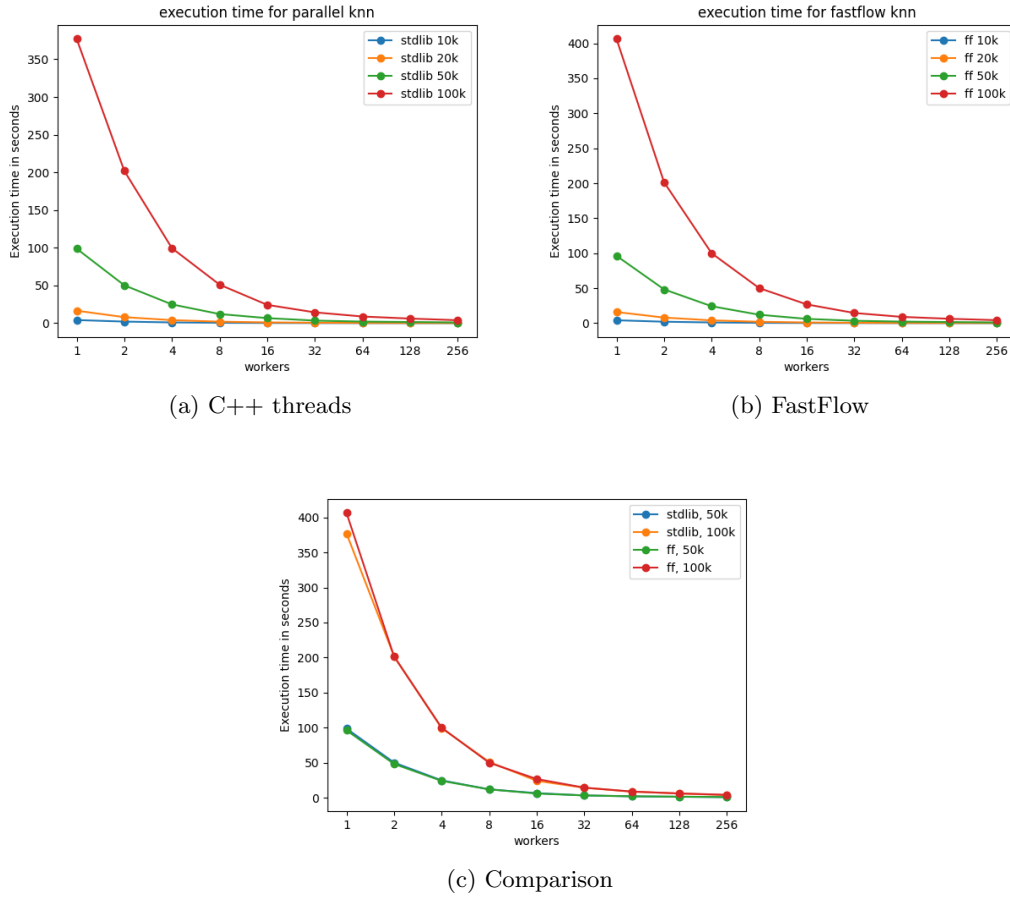 execution time for parallel knn
stdlib 10k
stdlib 20k
stdlib 50k
stdlib 100k
Execution time in seconds
350
300
250
200
150
100
50
0
1 2 4 8 16 32 64 128 256
workers
(a) C++ threads
execution time for fastflow knn
ff 10k
ff 20k
ff 50k
ff 100k
Execution time in seconds
400
350
300
250
200
150
100
50
0
1 2 4 8 16 32 64 128 256
workers
(b) FastFlow
stdlib, 50k
stdlib, 100k
ff, 50k
ff, 100k
Execution time in seconds
400
350
300
250
200
150
100
50
0
1 2 4 8 16 32 64 128 256
workers
(c) Comparison